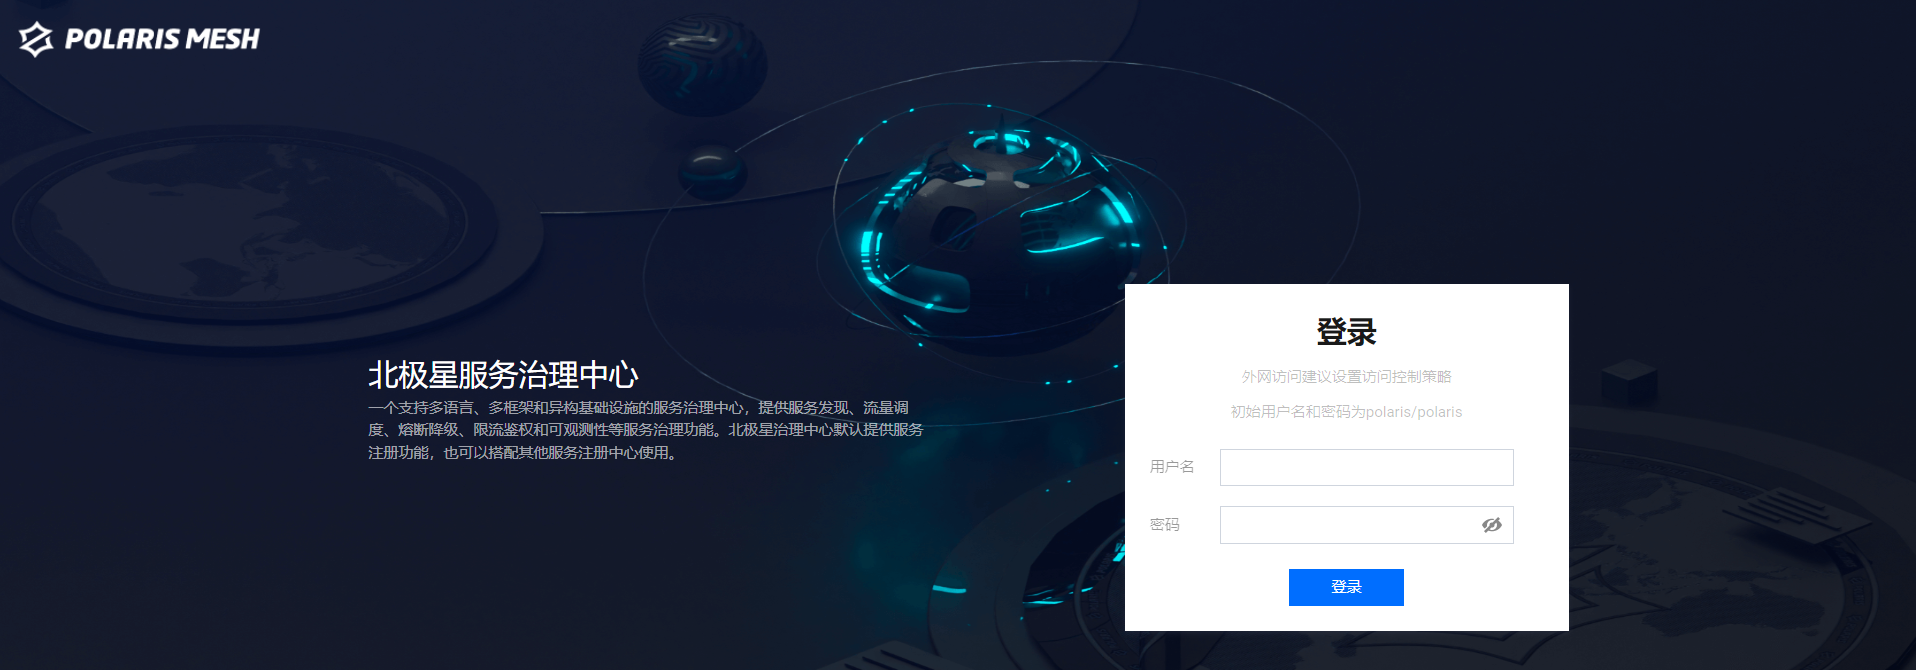 POLARIS MESH
北极星服务治理中心
一个支持多语言、多框架和异构基础设施的服务治理中心，提供服务发现、流量调
度、熔断降级、限流鉴权和可观测性等服务治理功能。北极星治理中心默认提供服务
注册功能，也可以搭配其他服务注册中心使用。
登录
外网访问建议设置访问控制策略
初始用户名和密码为polaris/polaris
用户名
密码
登录